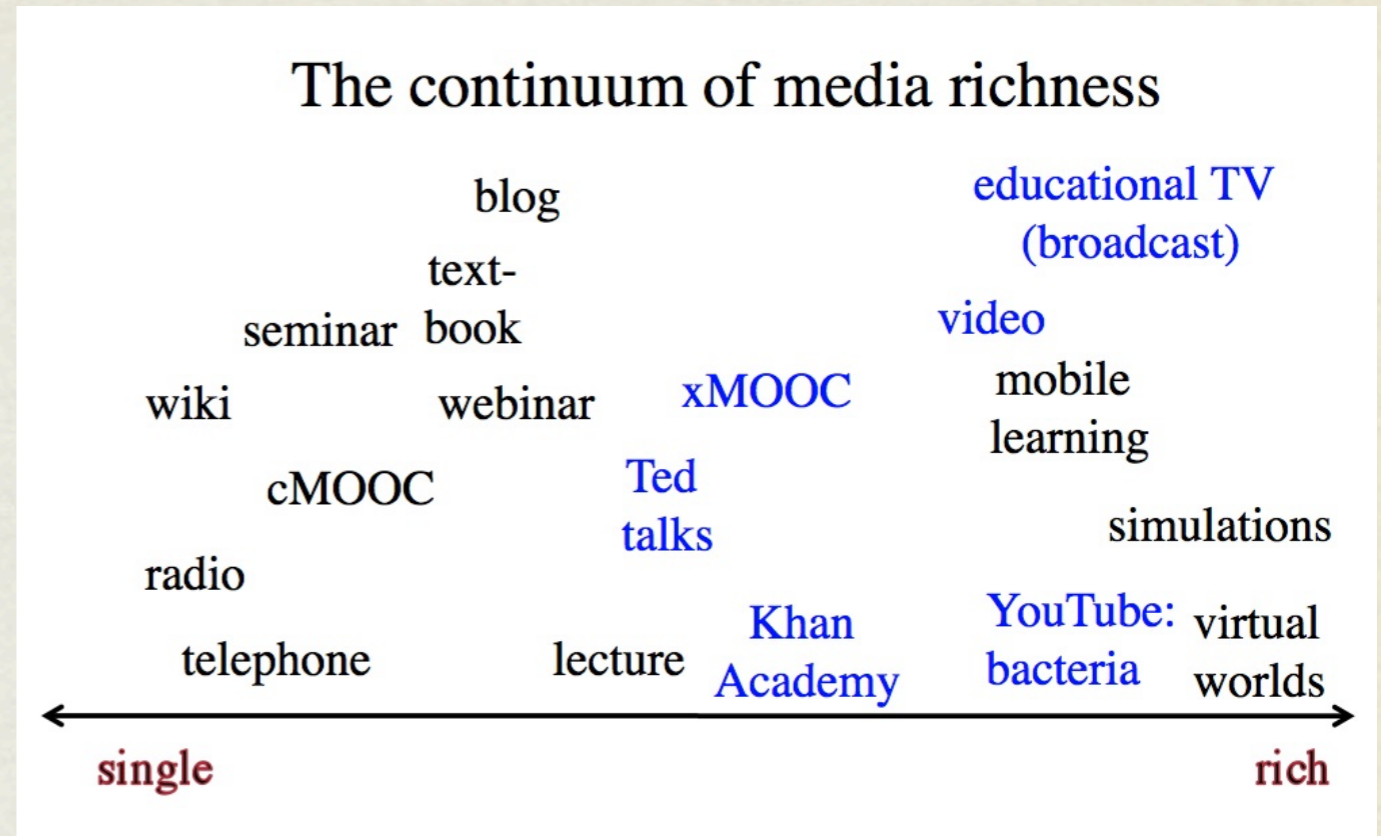 The continuum of media richness
blog
educational TV
(broadcast)
text-
book
seminar
video
wiki
webinar
xMOOC
mobile
learning
cMOOC
Ted
talks
simulations
radio
telephone
lecture
Khan
Academy
YouTube:
bacteria
virtual
worlds
single
rich